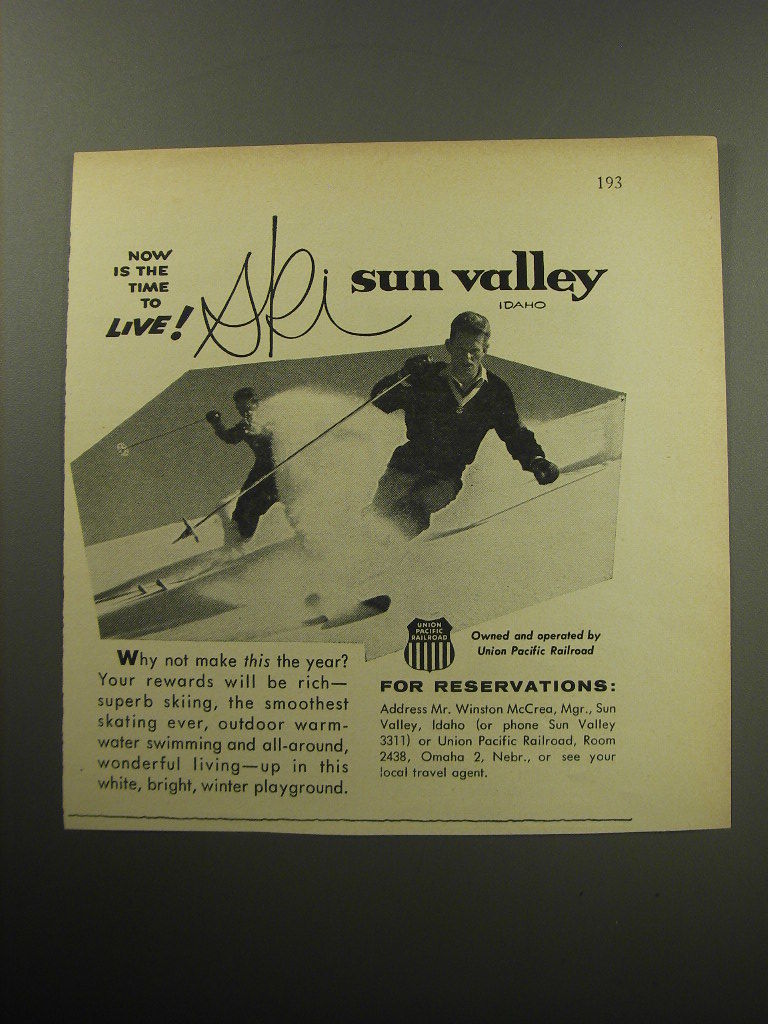 193
NOW
IS THE
TIME
TO
LIVE!
Ski
sun valley
IDAHO
UNION
PACIFIC
RAILROAD
Owned and operated by
Union Pacific Railroad
Why not make this the year?
Your rewards will be rich—
superb skiing, the smoothest
skating ever, outdoor warm-
water swimming and all-around,
wonderful living—up in this
white, bright, winter playground.
FOR RESERVATIONS:
Address Mr. Winston McCrea, Mgr., Sun
Valley, Idaho (or phone Sun Valley
3311) or Union Pacific Railroad, Room
2438, Omaha 2, Nebr., or see your
local travel agent.